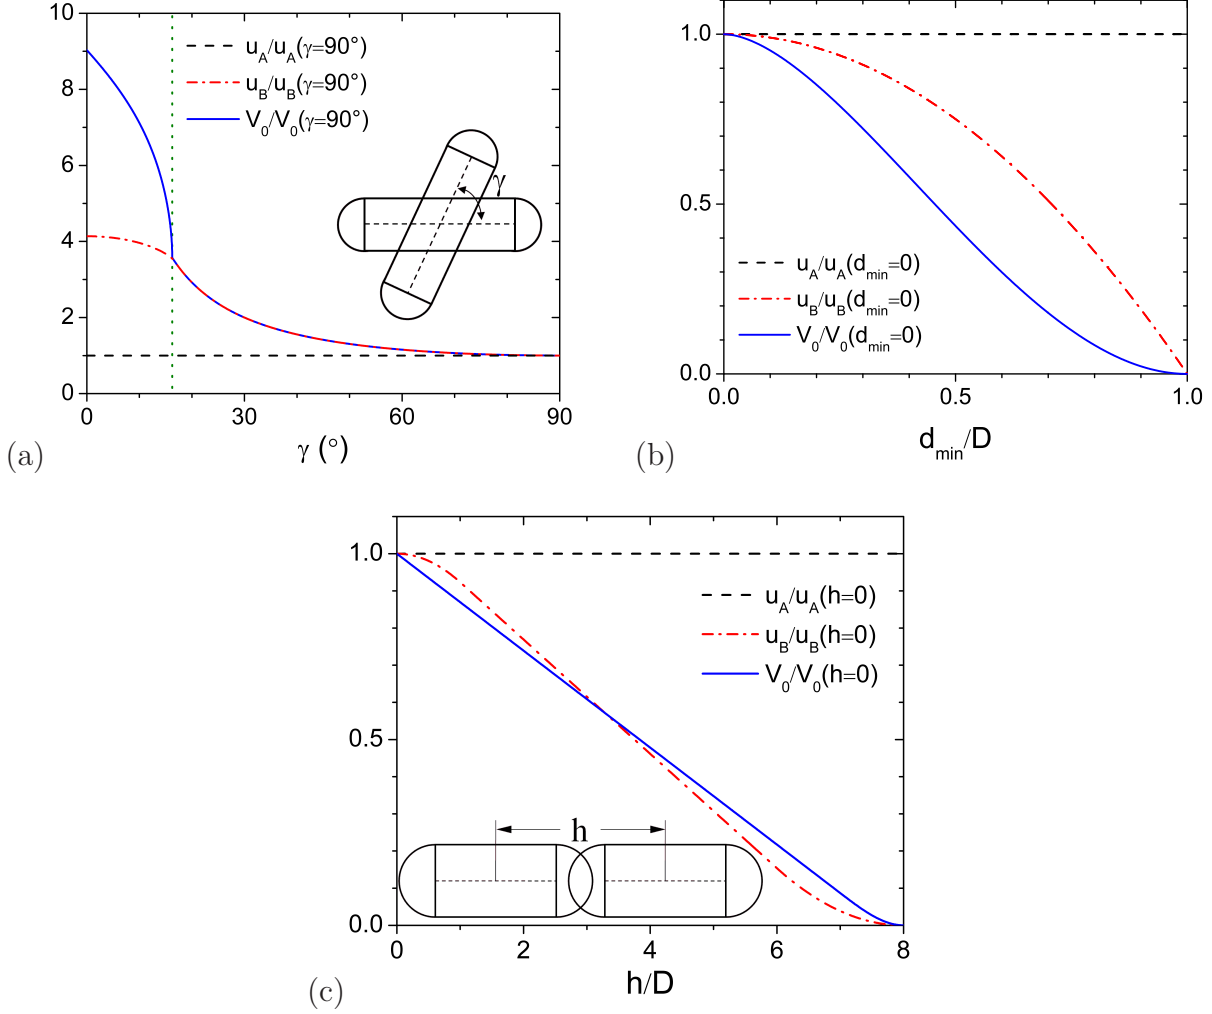 10
8
6
4
2
0
0
30
60
90
u_A/u_A(γ=90°)
u_B/u_B(γ=90°)
V_0/V_0(γ=90°)
γ
γ (°)
(a)
1.0
0.5
0.0
0.0
0.5
1.0
u_A/u_A(d_min=0)
u_B/u_B(d_min=0)
V_0/V_0(d_min=0)
d_min/D
(b)
1.0
0.5
0.0
0
2
4
6
8
u_A/u_A(h=0)
u_B/u_B(h=0)
V_0/V_0(h=0)
h
h/D
(c)